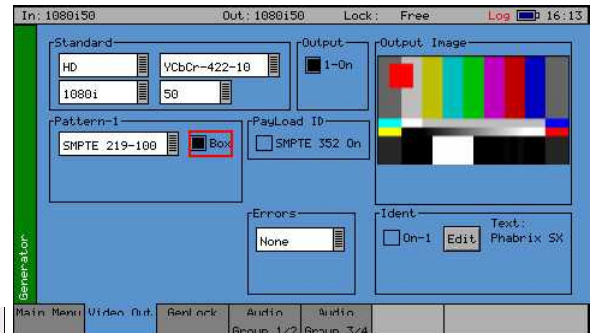 In: 1080i50 Out: 1080i50 Lock: Free Log 16:13
Standard
HD YCbCr-422-10
1080i 50
Output
1-On
Output Image
Pattern-1
SMPTE 219-100 Box
PayLoad ID
SMPTE 352 On
Errors
None
Ident
On-1 Edit Text:
Phabrix SX
Generator
Main Menu Video Out GenLock Audio Audio
Group 1/2 Group 3/4